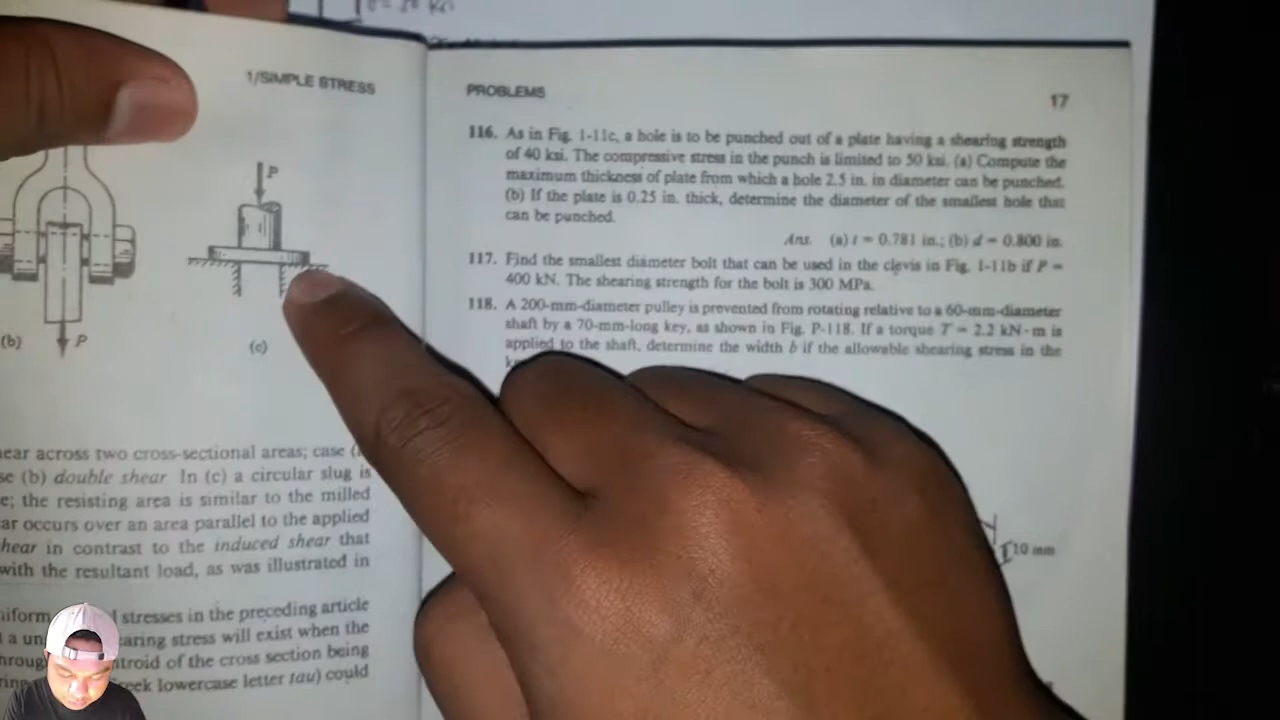 1/SIMPLE STRESS
P
(b)
P
(c)
ear across two cross-sectional areas; case
se (b) double shear. In (c) a circular slug is
e; the resisting area is similar to the milled
ar occurs over an area parallel to the applied
hear in contrast to the induced shear that
with the resultant load, as was illustrated in
niform stresses in the preceding article
a un aring stress will exist when the
hroug ntroid of the cross section being
ring eek lowercase letter tau) could
PROBLEMS
17
116. As in Fig. 1-11c, a hole is to be punched out of a plate having a shearing strength
of 40 ksi. The compressive stress in the punch is limited to 50 ksi. (a) Compute the
maximum thickness of plate from which a hole 2.5 in. in diameter can be punched.
(b) If the plate is 0.25 in. thick, determine the diameter of the smallest hole that
can be punched.
Ans. (a) t = 0.781 in.; (b) d = 0.800 in.
117. Find the smallest diameter bolt that can be used in the clevis in Fig. 1-11b if P =
400 kN. The shearing strength for the bolt is 300 MPa.
118. A 200-mm-diameter pulley is prevented from rotating relative to a 60-mm-diameter
shaft by a 70-mm-long key, as shown in Fig. P-118. If a torque T = 2.2 kN·m is
applied to the shaft, determine the width b if the allowable shearing stress in the
10 mm